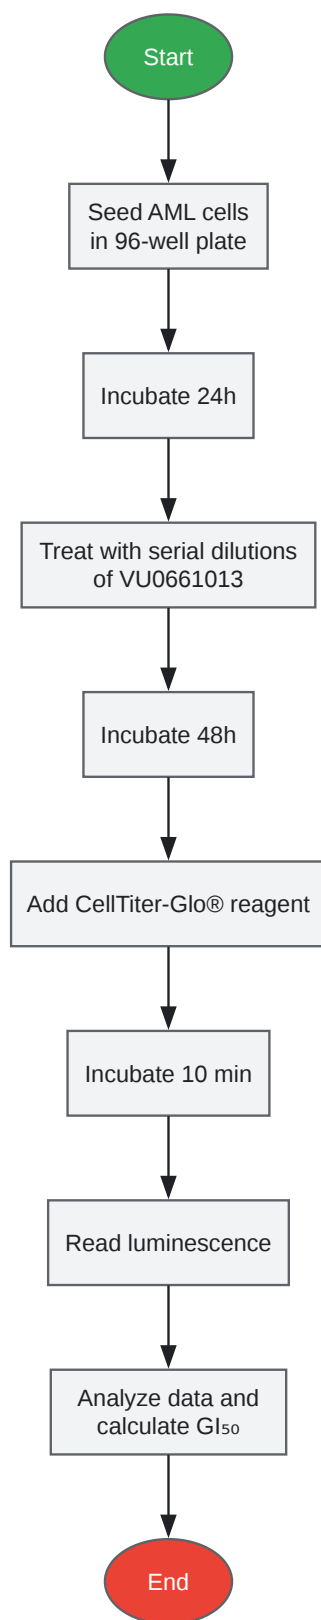 Start
Seed AML cells
in 96-well plate
Incubate 24h
Treat with serial dilutions
of VU0661013
Incubate 48h
Add CellTiter-Glo® reagent
Incubate 10 min
Read luminescence
Analyze data and
calculate GI₅₀
End